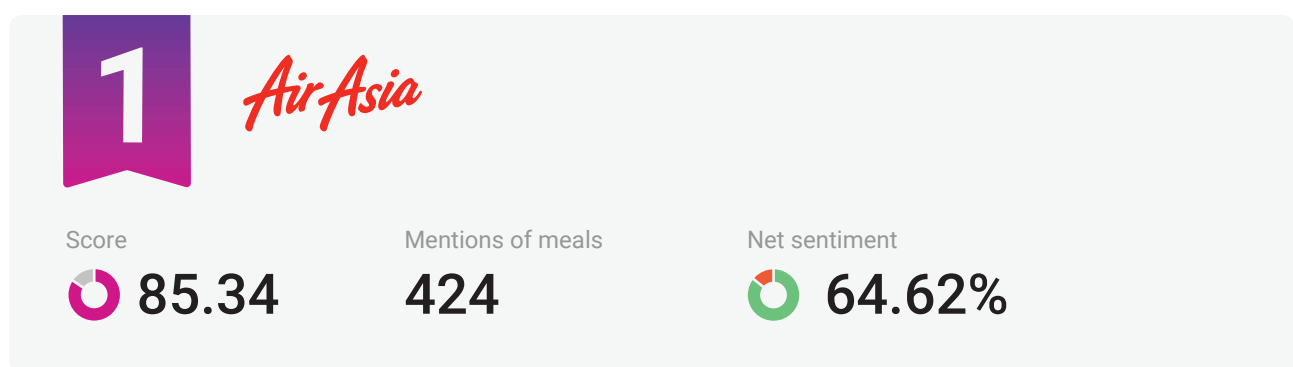 1
AirAsia
Score
Mentions of meals
Net sentiment
85.34
424
64.62%